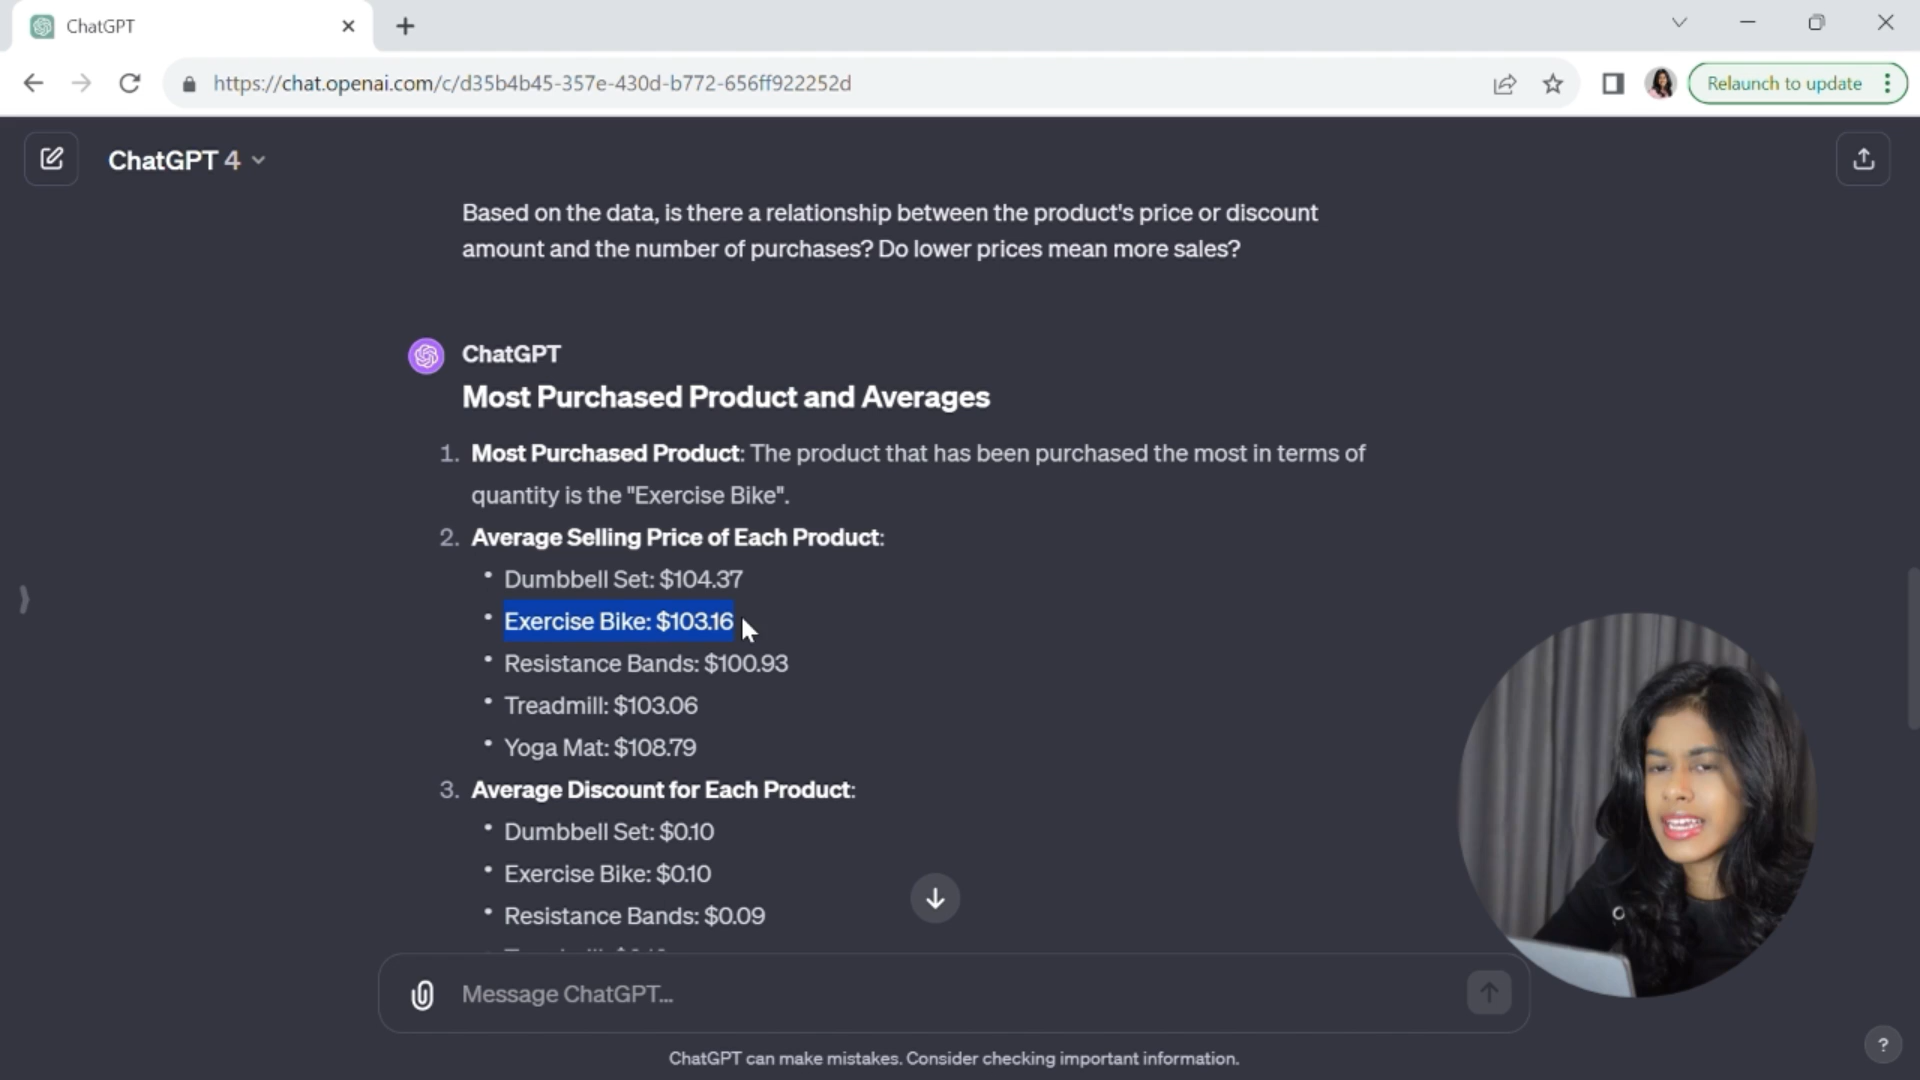 ChatGPT
https://chat.openai.com/c/d35b4b45-357e-430d-b772-656ff922252d
Relaunch to update
ChatGPT 4
Based on the data, is there a relationship between the product's price or discount
amount and the number of purchases? Do lower prices mean more sales?
ChatGPT
Most Purchased Product and Averages
1. Most Purchased Product: The product that has been purchased the most in terms of
quantity is the "Exercise Bike".
2. Average Selling Price of Each Product:
• Dumbbell Set: $104.37
• Exercise Bike: $103.16
• Resistance Bands: $100.93
• Treadmill: $103.06
• Yoga Mat: $108.79
3. Average Discount for Each Product:
• Dumbbell Set: $0.10
• Exercise Bike: $0.10
• Resistance Bands: $0.09
Message ChatGPT...
ChatGPT can make mistakes. Consider checking important information.
?